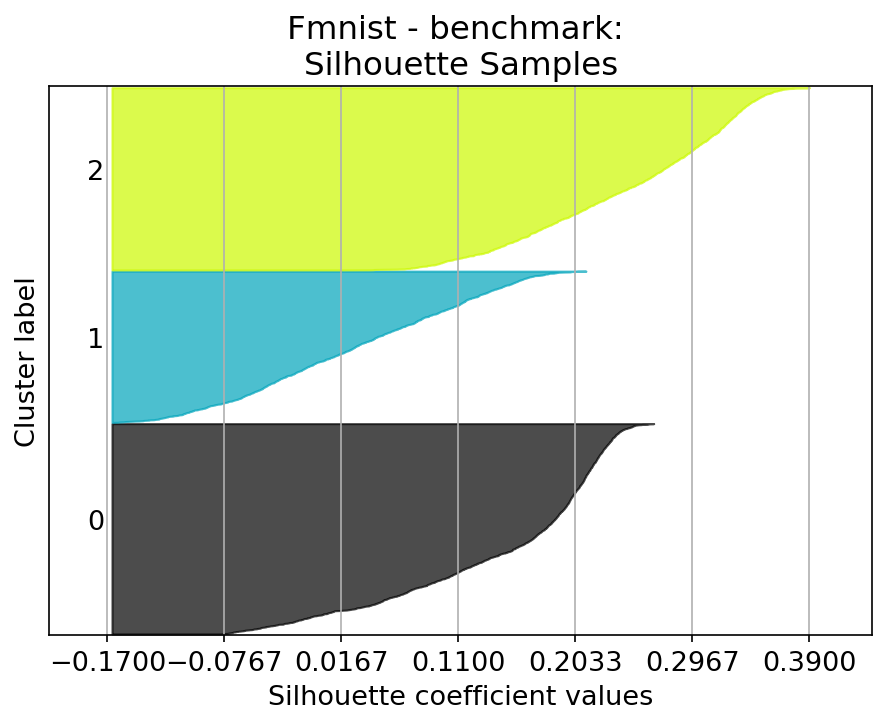 Fmnist - benchmark:
Silhouette Samples
Cluster label
2
1
0
−0.1700 −0.0767 0.0167 0.1100 0.2033 0.2967 0.3900
Silhouette coefficient values